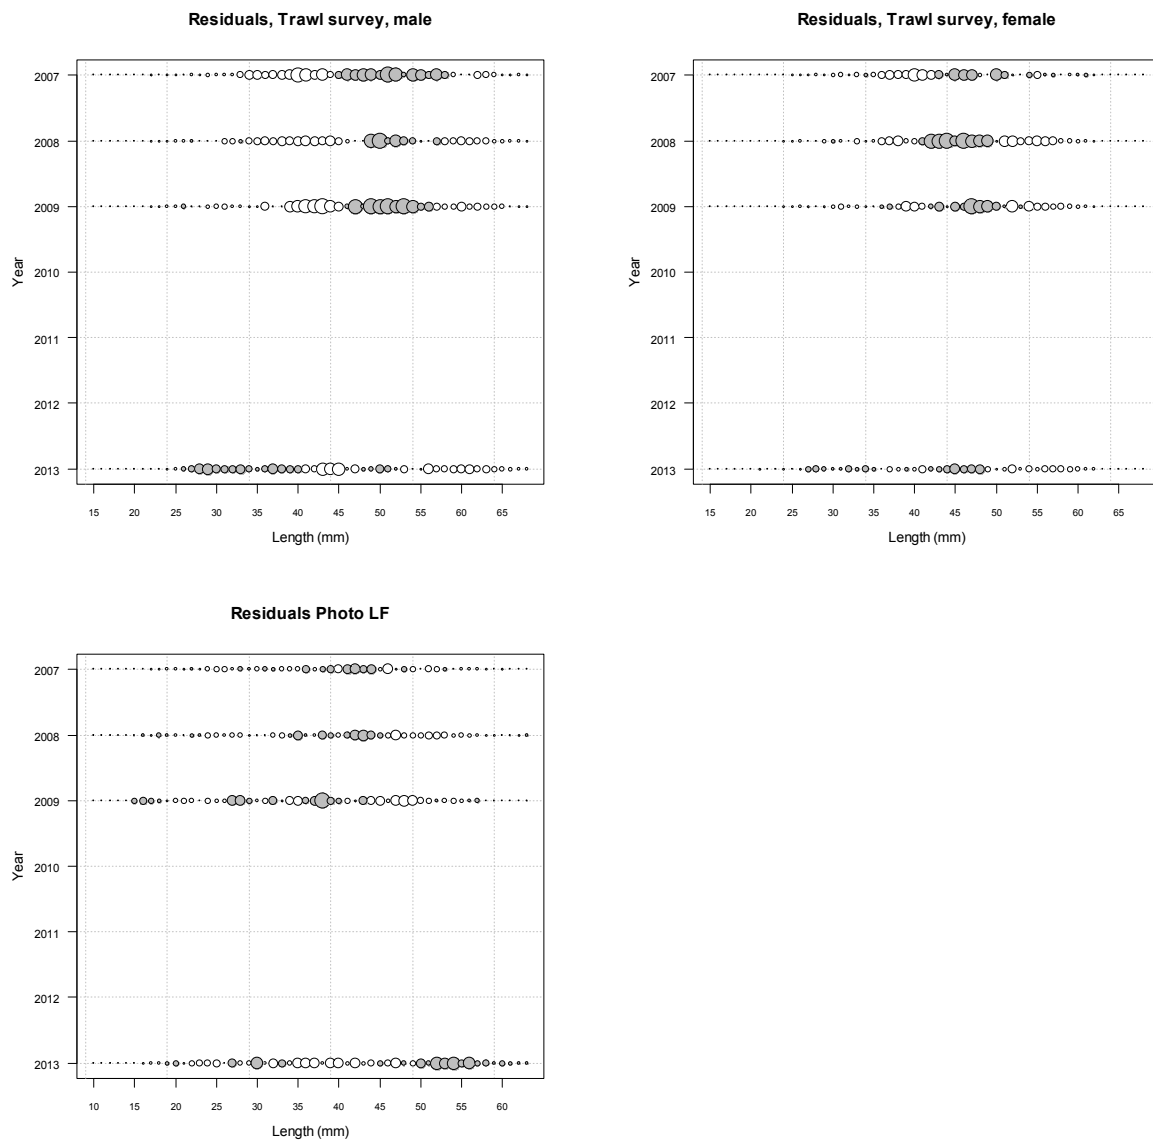 Residuals, Trawl survey, male
2007
2008
2009
2010
2011
2012
2013
Year
15 20 25 30 35 40 45 50 55 60 65
Length (mm)
Residuals, Trawl survey, female
2007
2008
2009
2010
2011
2012
2013
Year
15 20 25 30 35 40 45 50 55 60 65
Length (mm)
Residuals Photo LF
2007
2008
2009
2010
2011
2012
2013
Year
10 15 20 25 30 35 40 45 50 55 60
Length (mm)